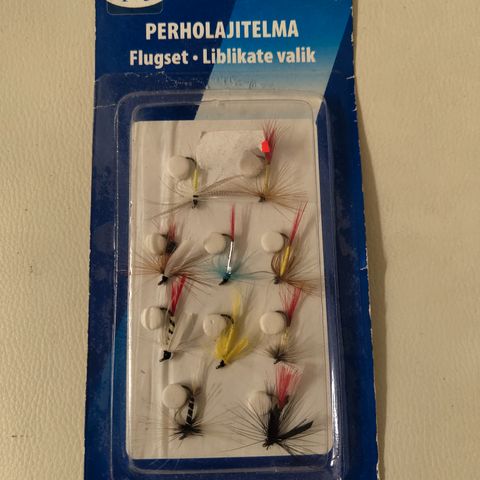 PERHOLAJITELMA
Flugset • Liblikate valik